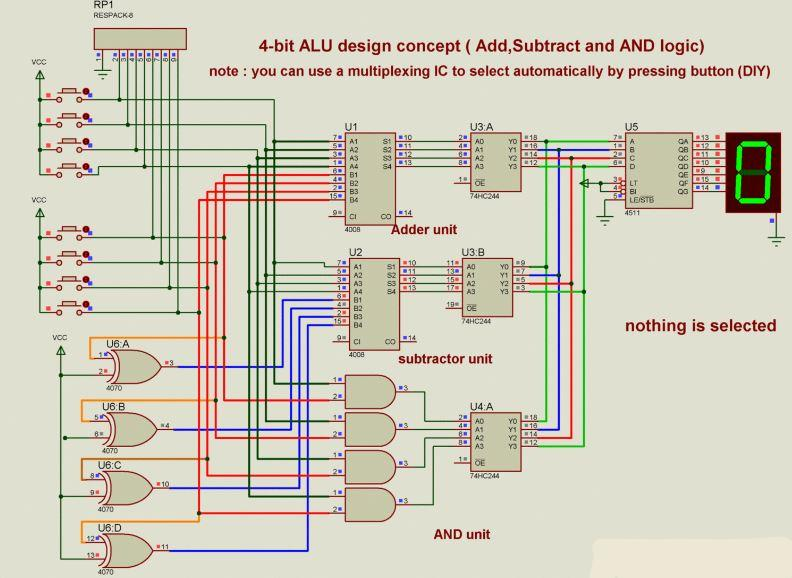 RP1
RESPACK-8
4-bit ALU design concept ( Add,Subtract and AND logic)
note : you can use a multiplexing IC to select automatically by pressing button (DIY)
VCC
1 2 3 4 5 6 7 8 9
U1
7 A1 S1 10
5 A2 S2 11
3 A3 S3 12
1 A4 S4 13
6 B1
4 B2
2 B3
15 B4
9 CI CO 14
4008
Adder unit
U3:A
2 A0 Y0 18
4 A1 Y1 16
6 A2 Y2 14
8 A3 Y3 12
1 OE
74HC244
U5
7 A QA 13
1 B QB 12
2 C QC 11
6 D QD 10
QE 9
3 LT QF 15
4 BI QG 14
5 LE/STB
4511
VCC
U2
7 A1 S1 10
5 A2 S2 11
3 A3 S3 12
1 A4 S4 13
6 B1
4 B2
2 B3
15 B4
9 CI CO 14
4008
subtractor unit
U3:B
11 A0 Y0 9
13 A1 Y1 7
15 A2 Y2 5
17 A3 Y3 3
19 OE
74HC244
nothing is selected
VCC
U6:A
1
2
3
4070
U6:B
5
6
4
4070
U6:C
8
9
10
4070
U6:D
12
13
11
4070
1
2
3
1
2
3
1
2
3
1
2
3
AND unit
U4:A
2 A0 Y0 18
4 A1 Y1 16
6 A2 Y2 14
8 A3 Y3 12
1 OE
74HC244
0